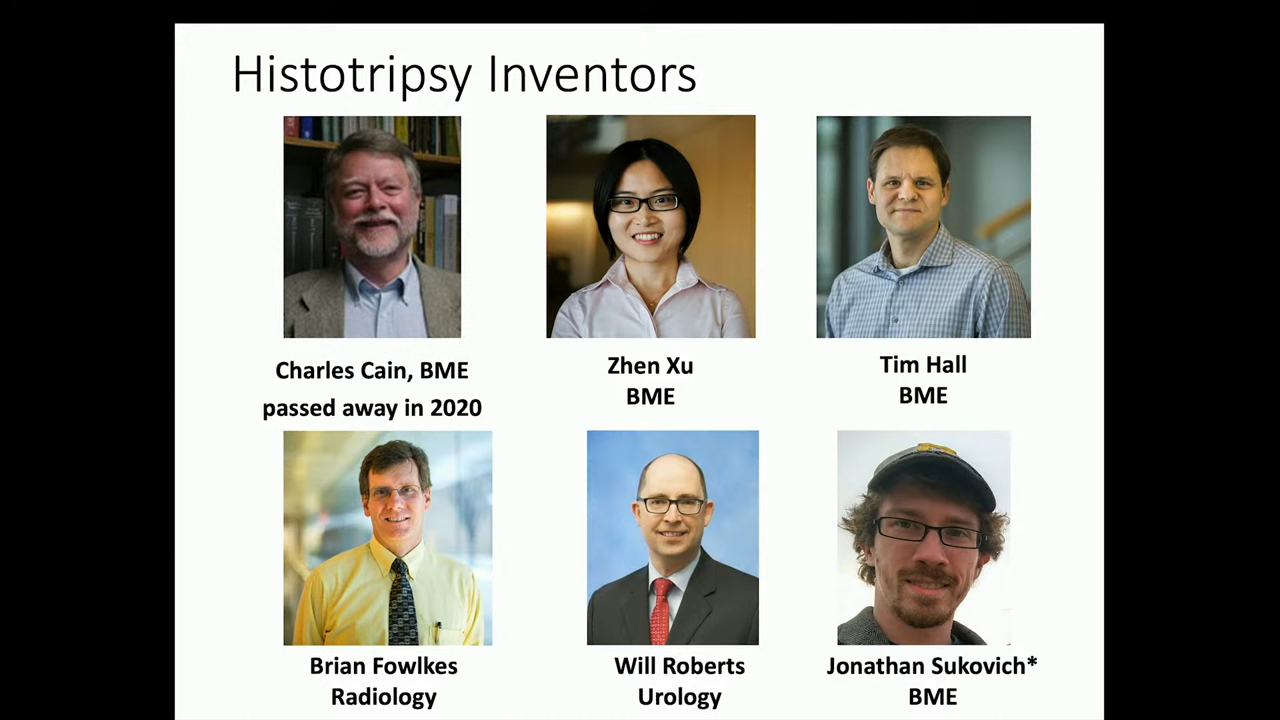 Histotripsy Inventors
Charles Cain, BME
passed away in 2020
Zhen Xu
BME
Tim Hall
BME
Brian Fowlkes
Radiology
Will Roberts
Urology
Jonathan Sukovich*
BME